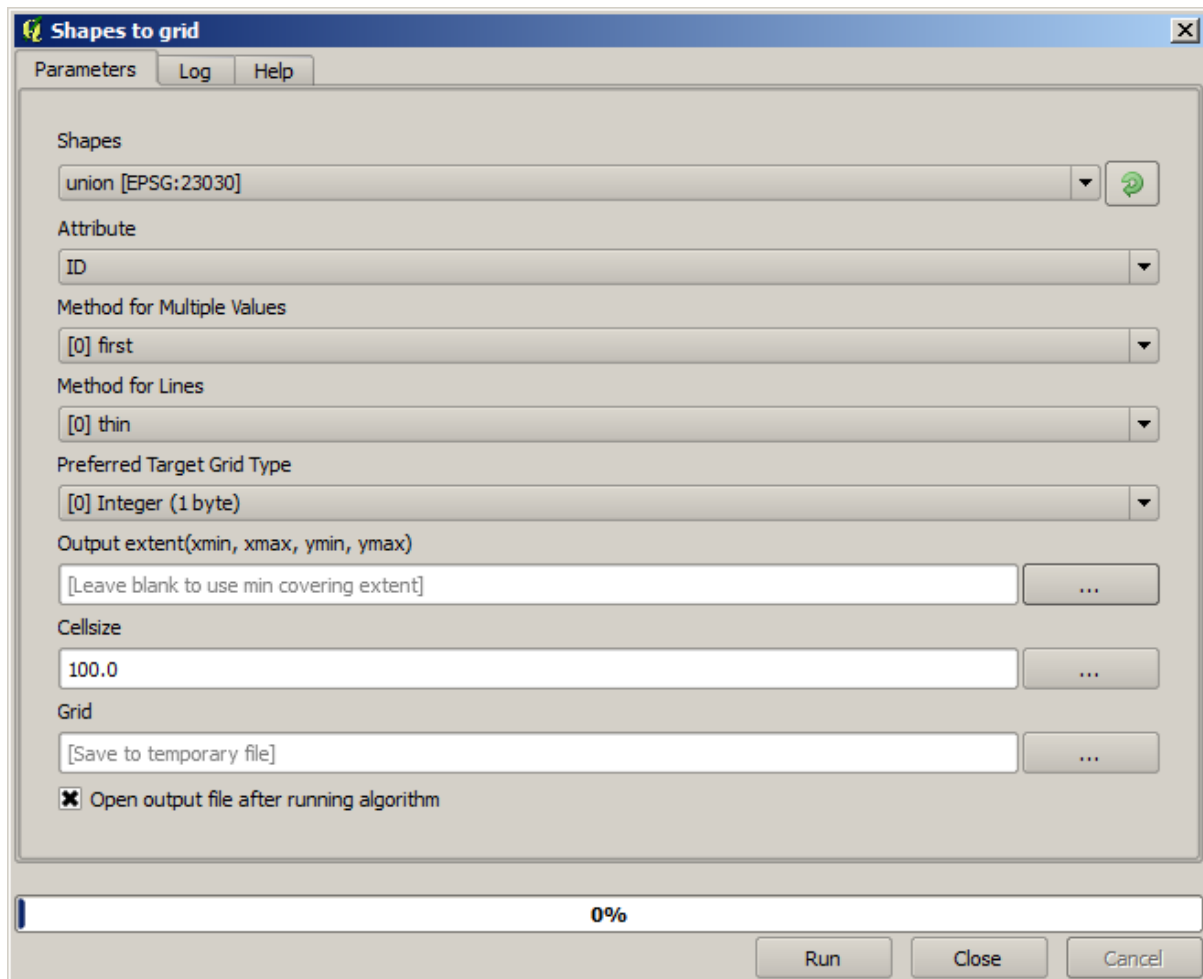 Shapes to grid
Parameters Log Help
Shapes
union [EPSG:23030]
Attribute
ID
Method for Multiple Values
[0] first
Method for Lines
[0] thin
Preferred Target Grid Type
[0] Integer (1 byte)
Output extent(xmin, xmax, ymin, ymax)
[Leave blank to use min covering extent] ...
Cellsize
100.0 ...
Grid
[Save to temporary file] ...
Open output file after running algorithm
0%
Run Close Cancel